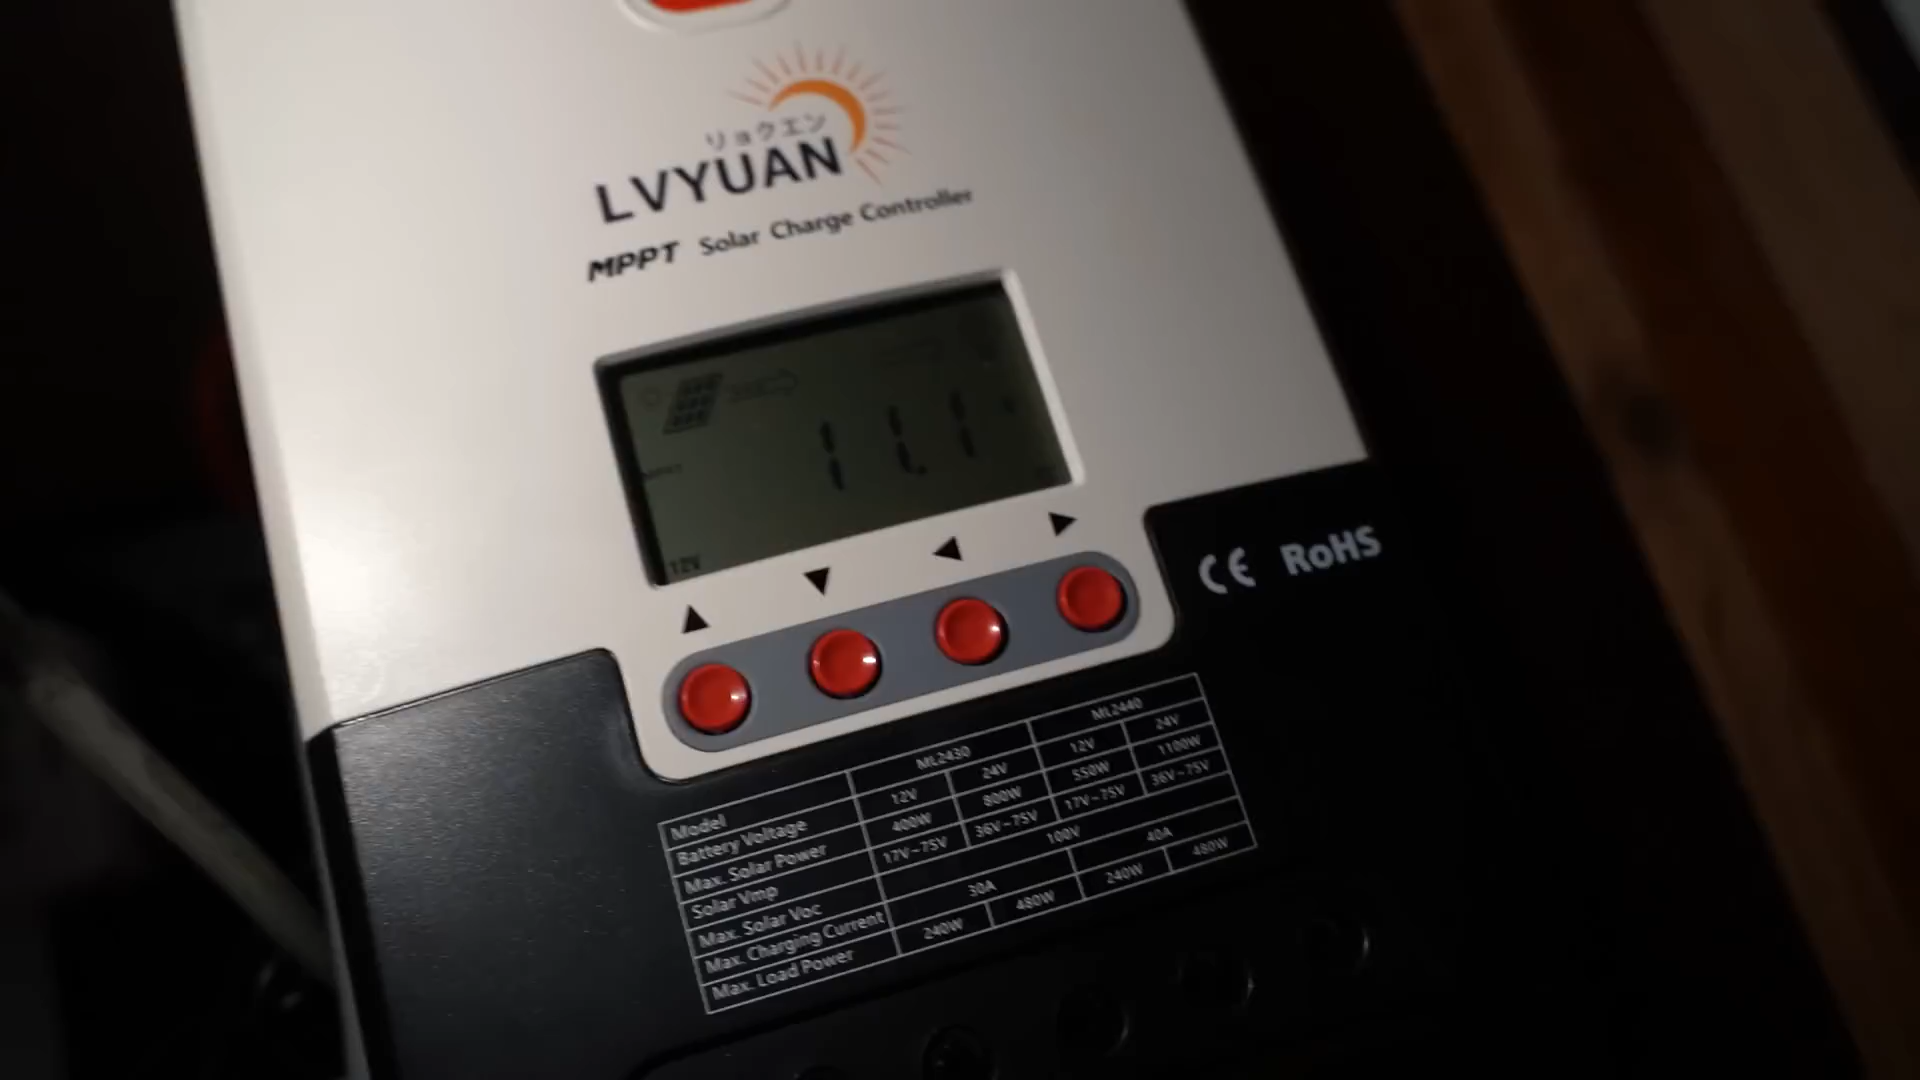 リョクエン
LVYUAN
MPPT Solar Charge Controller
11.1
12V
CE RoHS
Model ML2430 ML2440
Battery Voltage 12V 24V 12V 24V
Max. Solar Power 400W 800W 550W 1100W
Solar Vmp 17V~75V 36V~75V 17V~75V 36V~75V
Max. Solar Voc 100V
Max. Charging Current 30A 40A
Max. Load Power 240W 480W 240W 480W